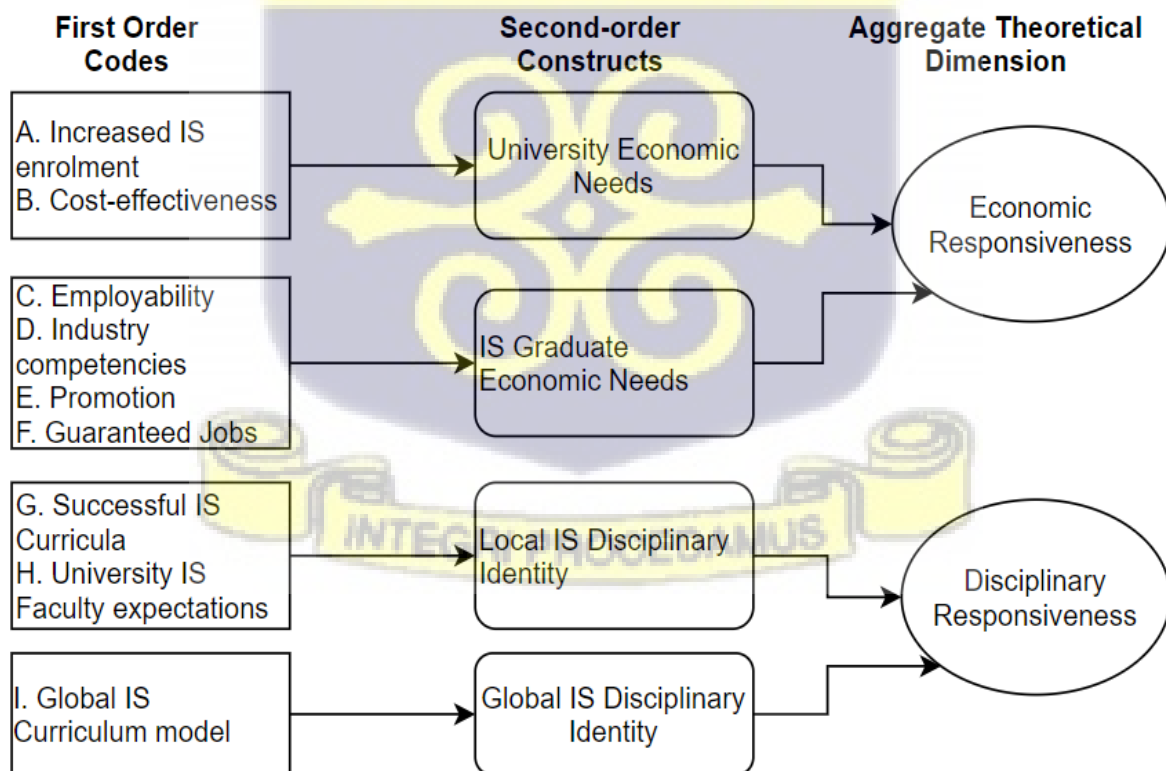 First Order
Codes
Second-order
Constructs
Aggregate Theoretical
Dimension
A. Increased IS
enrolment
B. Cost-effectiveness
University Economic
Needs
Economic
Responsiveness
C. Employability
D. Industry
competencies
E. Promotion
F. Guaranteed Jobs
IS Graduate
Economic Needs
G. Successful IS
Curricula
H. University IS
Faculty expectations
Local IS Disciplinary
Identity
Disciplinary
Responsiveness
I. Global IS
Curriculum model
Global IS Disciplinary
Identity
INTEGRI PROCEDAMUS